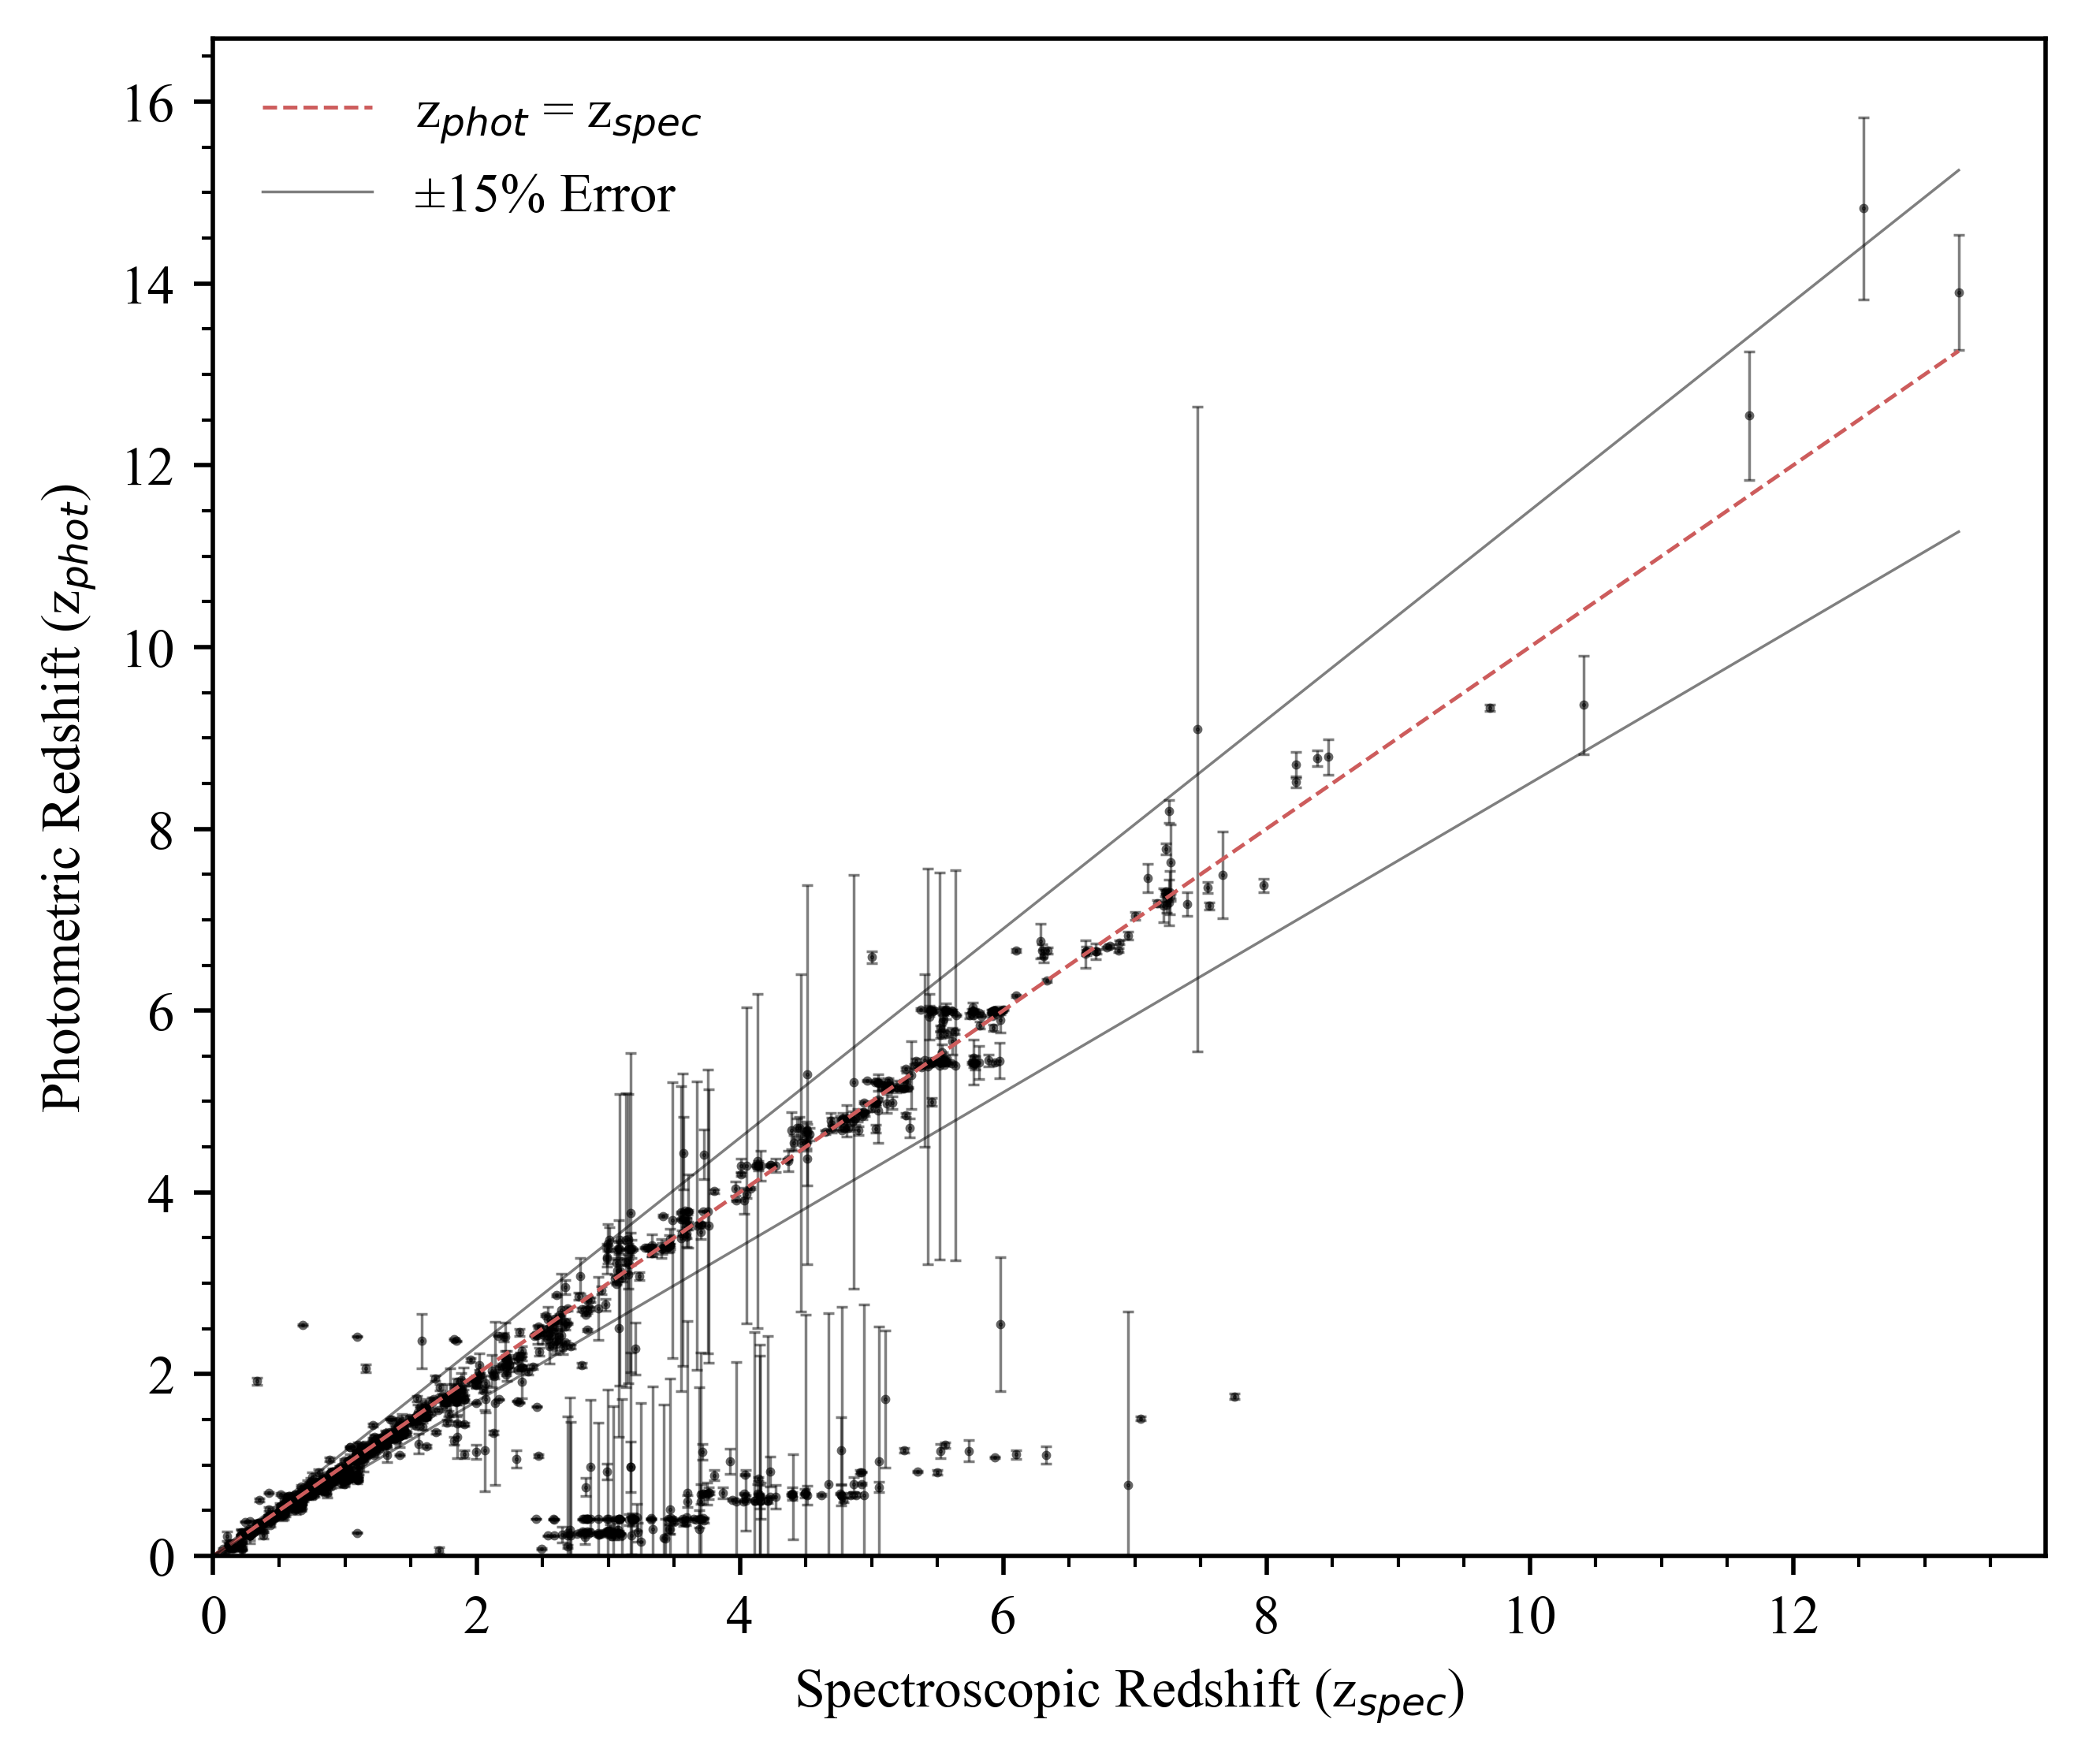 z_phot = z_spec
±15% Error
16
14
12
10
8
6
4
2
0
Photometric Redshift (z_phot)
0 2 4 6 8 10 12
Spectroscopic Redshift (z_spec)